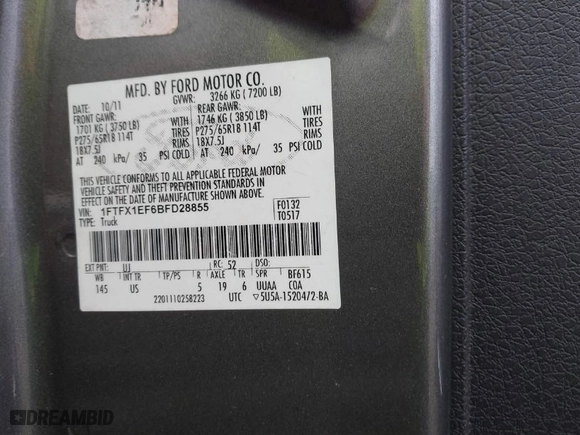 MFD. BY FORD MOTOR CO.
DATE: 10/11 GVWR: 3266 KG ( 7200 LB)
FRONT GAWR: REAR GAWR:
1701 KG ( 3750 LB) WITH 1746 KG ( 3850 LB) WITH
P275/65R18 114T TIRES P275/65R18 114T TIRES
18X7.5J RIMS 18X7.5J RIMS
AT 240 kPa/ 35 PSI COLD AT 240 kPa/ 35 PSI COLD
THIS VEHICLE CONFORMS TO ALL APPLICABLE FEDERAL MOTOR
VEHICLE SAFETY AND THEFT PREVENTION STANDARDS IN
EFFECT ON THE DATE OF MANUFACTURE SHOWN ABOVE.
VIN: 1FTFX1EF6BFD28855 F0132
TYPE: Truck T0517
EXT PNT: UJ RC: 52 DSO:
WB INT TR TP/PS R AXLE TR SPR BF615
145 US 5 19 6 UUAA COA
2201110258223 UTC ▽5U5A-15204/2-BA
DREAMBID